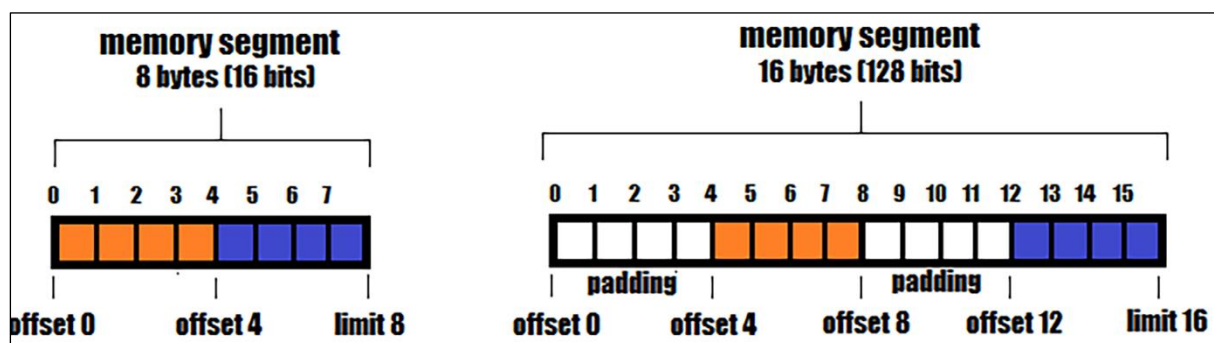 memory segment
8 bytes (16 bits)
0 1 2 3 4 5 6 7
offset 0 offset 4 limit 8
memory segment
16 bytes (128 bits)
0 1 2 3 4 5 6 7 8 9 10 11 12 13 14 15
padding padding
offset 0 offset 4 offset 8 offset 12 limit 16